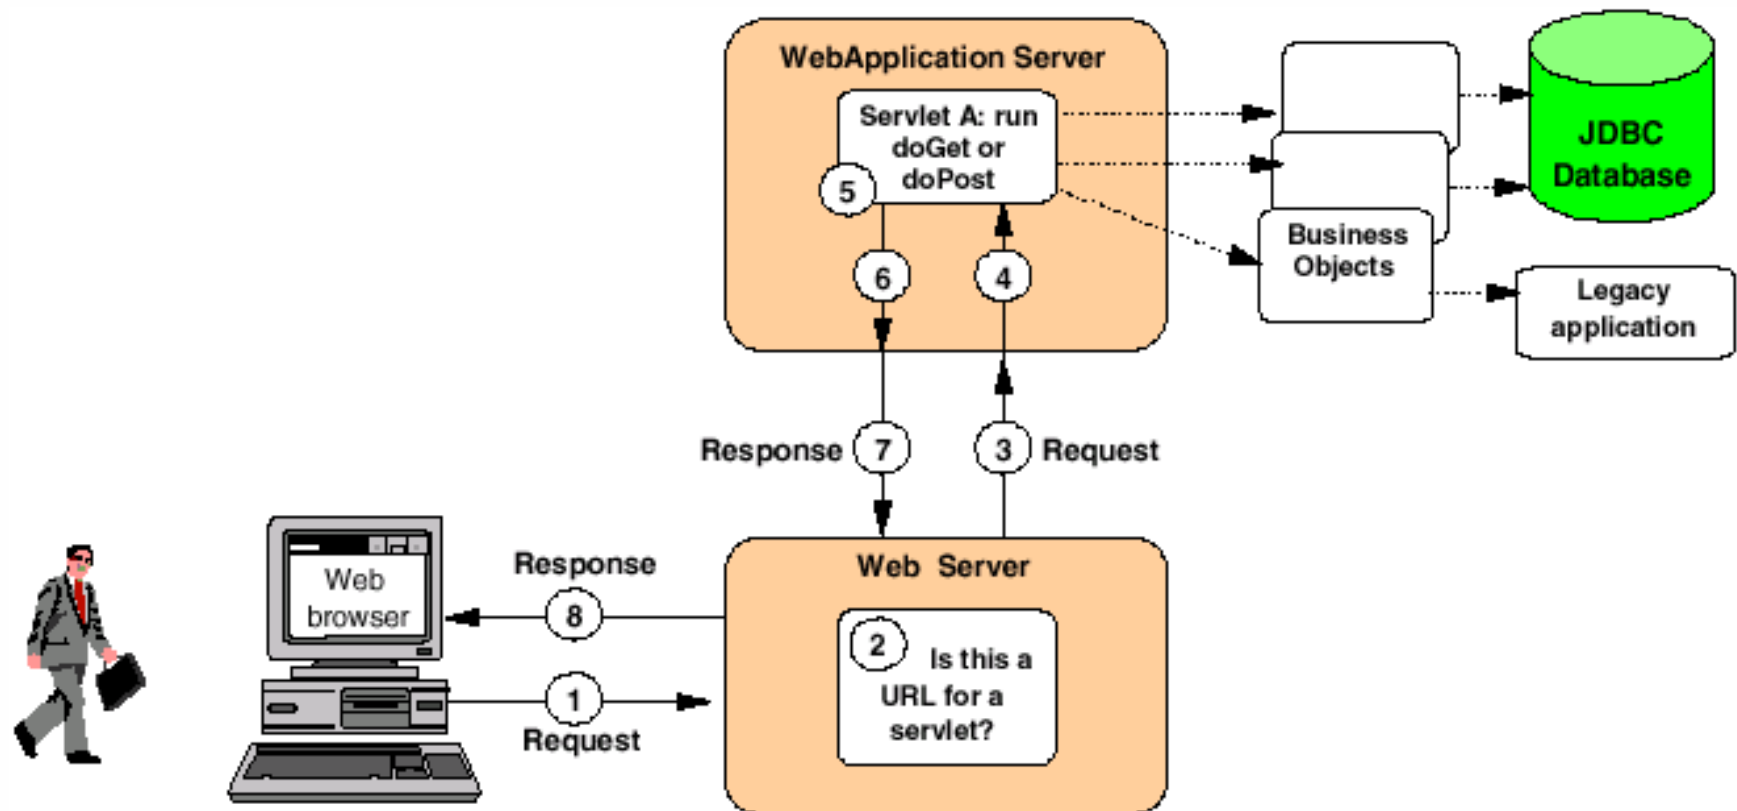 WebApplication Server
Servlet A: run
doGet or
doPost
5
6
4
Business
Objects
JDBC
Database
Legacy
application
Response
7
3
Request
Web
browser
Response
8
1
Request
Web Server
2
Is this a
URL for a
servlet?